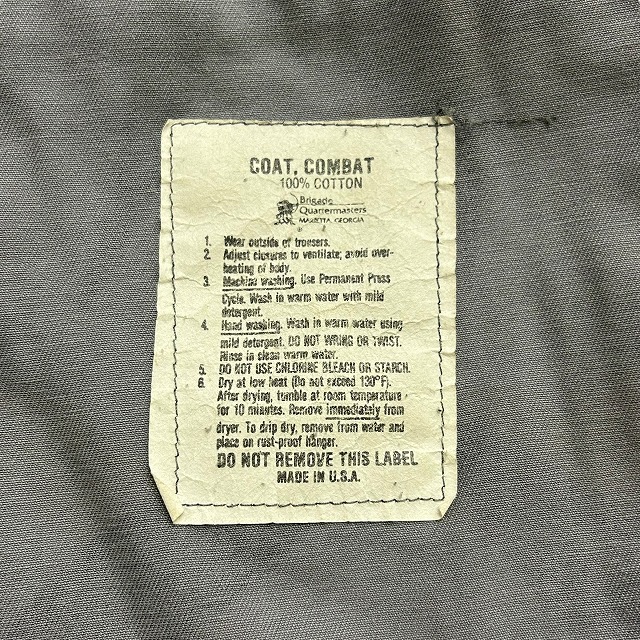 COAT, COMBAT
100% COTTON
Brigade
Quartermasters
MARIETTA, GEORGIA
1. Wear outside of trousers.
2. Adjust closures to ventilate; avoid over-
heating of body.
3. Machine washing. Use Permanent Press
Cycle. Wash in warm water with mild
detergent.
4. Hand washing. Wash in warm water using
mild detergent. DO NOT WRING OR TWIST.
Rinse in clean warm water.
5. DO NOT USE CHLORINE BLEACH OR STARCH.
6. Dry at low heat (Do not exceed 130°F).
After drying, tumble at room temperature
for 10 minutes. Remove immediately from
dryer. To drip dry, remove from water and
place on rust-proof hanger.
DO NOT REMOVE THIS LABEL
MADE IN U.S.A.